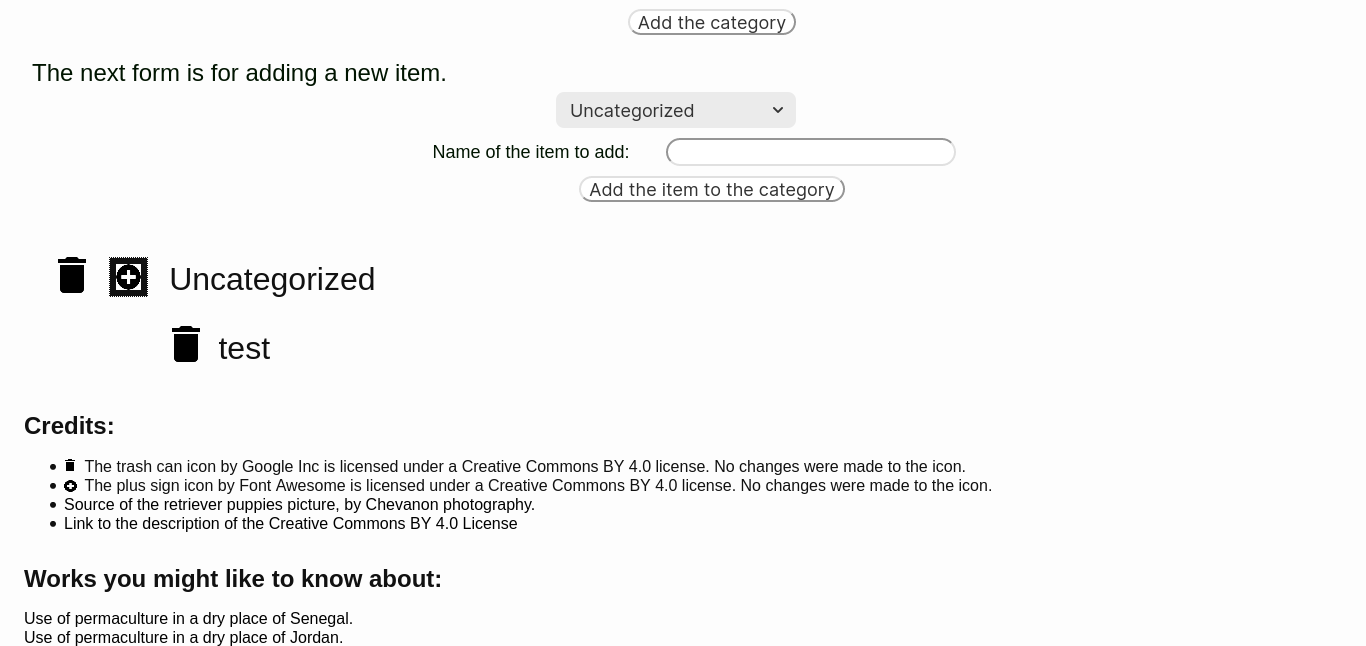 Add the category
The next form is for adding a new item.
Uncategorized
Name of the item to add:
Add the item to the category
Uncategorized
test
Credits:
The trash can icon by Google Inc is licensed under a Creative Commons BY 4.0 license. No changes were made to the icon.
The plus sign icon by Font Awesome is licensed under a Creative Commons BY 4.0 license. No changes were made to the icon.
Source of the retriever puppies picture, by Chevanon photography.
Link to the description of the Creative Commons BY 4.0 License
Works you might like to know about:
Use of permaculture in a dry place of Senegal.
Use of permaculture in a dry place of Jordan.